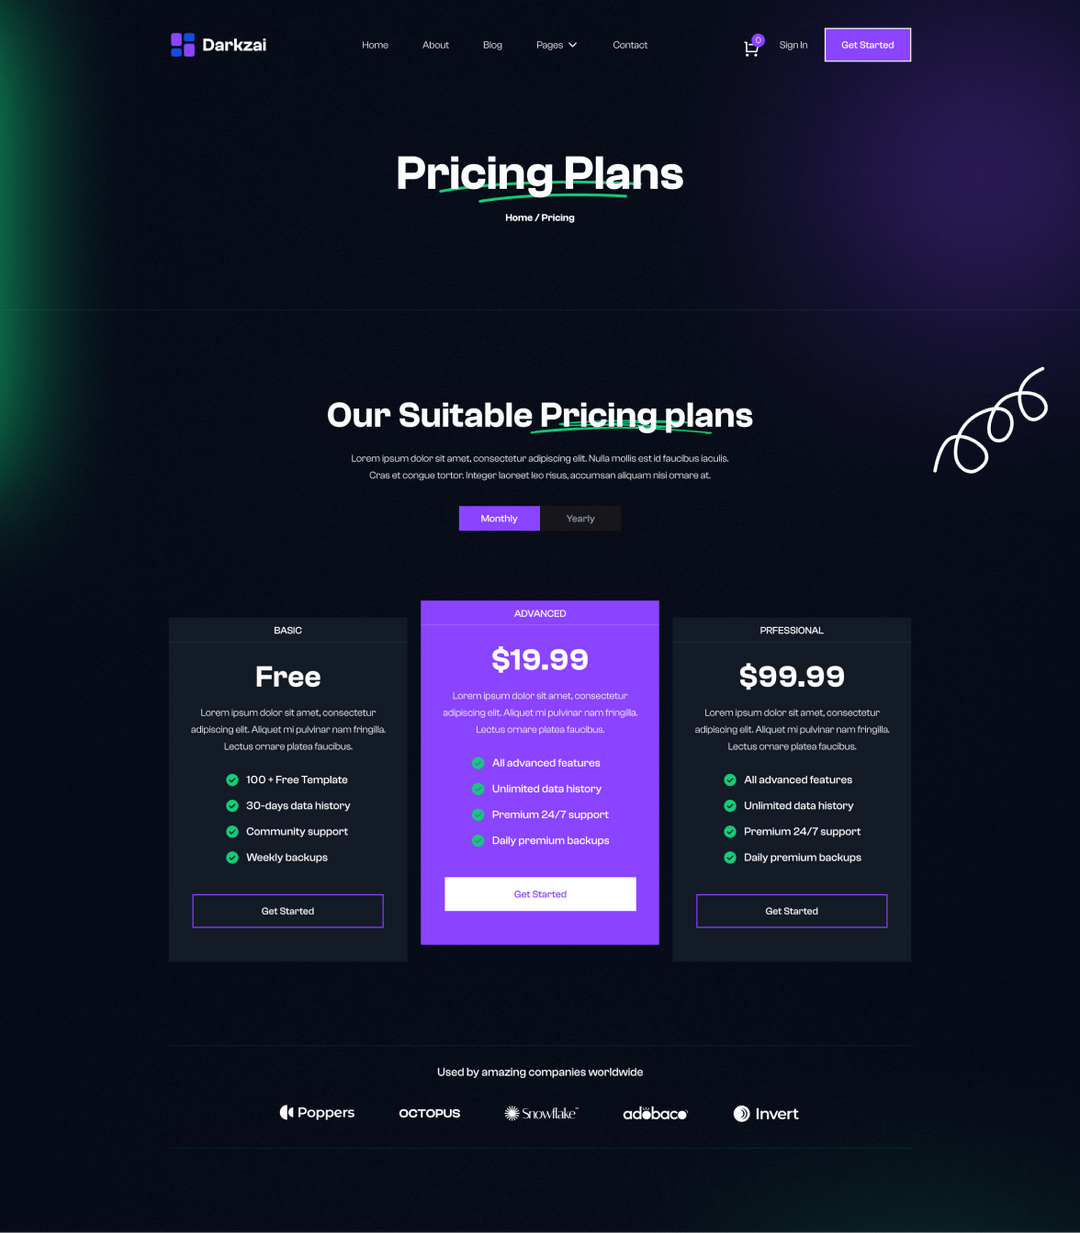 Darkzai
Home
About
Blog
Pages
Contact
0
Sign In
Get Started
Pricing Plans
Home / Pricing
Our Suitable Pricing plans
Lorem ipsum dolor sit amet, consectetur adipiscing elit. Nulla mollis est id faucibus iaculis.
Cras et congue tortor. Integer laoreet leo risus, accumsan aliquam nisi ornare at.
Monthly
Yearly
BASIC
Free
Lorem ipsum dolor sit amet, consectetur
adipiscing elit. Aliquet mi pulvinar nam fringilla.
Lectus ornare platea faucibus.
100 + Free Template
30-days data history
Community support
Weekly backups
Get Started
ADVANCED
$19.99
Lorem ipsum dolor sit amet, consectetur
adipiscing elit. Aliquet mi pulvinar nam fringilla.
Lectus ornare platea faucibus.
All advanced features
Unlimited data history
Premium 24/7 support
Daily premium backups
Get Started
PRFESSIONAL
$99.99
Lorem ipsum dolor sit amet, consectetur
adipiscing elit. Aliquet mi pulvinar nam fringilla.
Lectus ornare platea faucibus.
All advanced features
Unlimited data history
Premium 24/7 support
Daily premium backups
Get Started
Used by amazing companies worldwide
Poppers
OCTOPUS
Snowflake™
adobaco
Invert